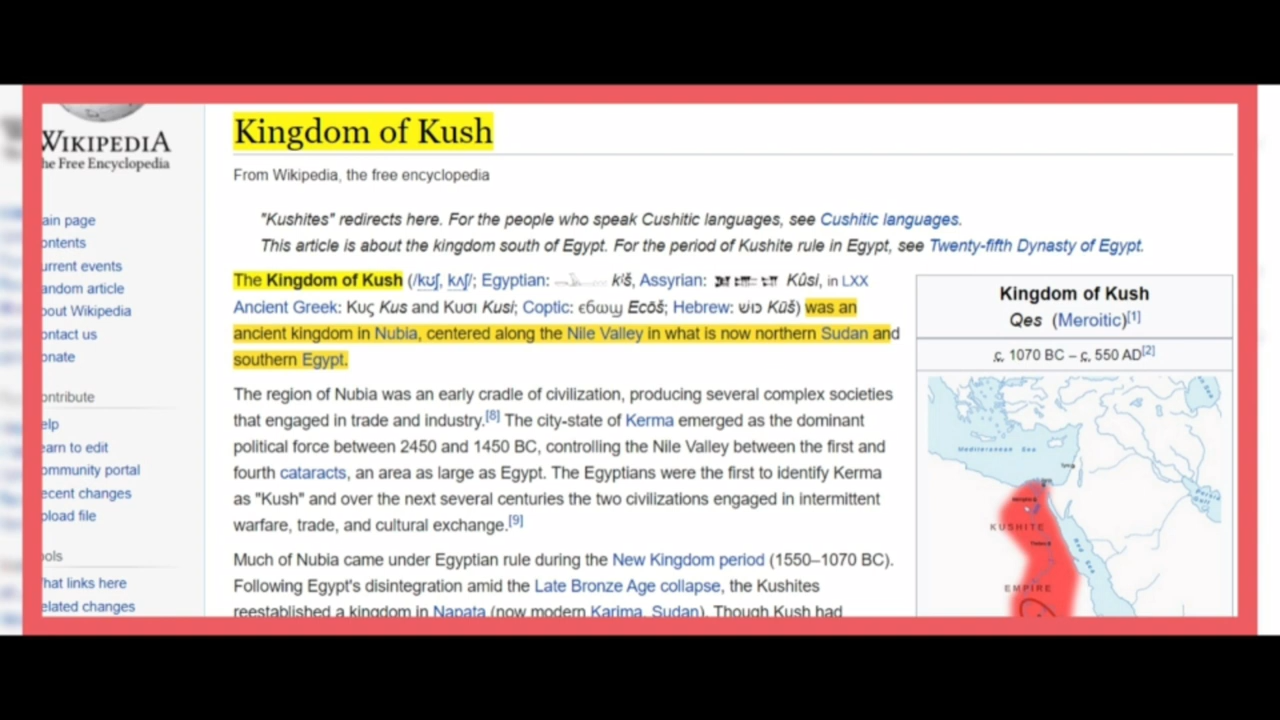 WIKIPEDIA
he Free Encyclopedia
ain page
ontents
urrent events
andom article
bout Wikipedia
ontact us
onate
ontribute
elp
earn to edit
ommunity portal
ecent changes
pload file
ools
hat links here
elated changes
Kingdom of Kush
From Wikipedia, the free encyclopedia
"Kushites" redirects here. For the people who speak Cushitic languages, see Cushitic languages.
This article is about the kingdom south of Egypt. For the period of Kushite rule in Egypt, see Twenty-fifth Dynasty of Egypt.
The Kingdom of Kush (/kʊʃ, kʌʃ/; Egyptian: kꜣš, Assyrian: Kûsi, in LXX
Ancient Greek: Κυς Kus and Κυσι Kusi; Coptic: ⲉϭⲱϣ Ecōš; Hebrew: כוש Kūš) was an
ancient kingdom in Nubia, centered along the Nile Valley in what is now northern Sudan and
southern Egypt.
The region of Nubia was an early cradle of civilization, producing several complex societies
that engaged in trade and industry.[8] The city-state of Kerma emerged as the dominant
political force between 2450 and 1450 BC, controlling the Nile Valley between the first and
fourth cataracts, an area as large as Egypt. The Egyptians were the first to identify Kerma
as "Kush" and over the next several centuries the two civilizations engaged in intermittent
warfare, trade, and cultural exchange.[9]
Much of Nubia came under Egyptian rule during the New Kingdom period (1550–1070 BC).
Following Egypt's disintegration amid the Late Bronze Age collapse, the Kushites
reestablished a kingdom in Napata (now modern Karima, Sudan). Though Kush had
Kingdom of Kush
Qes (Meroitic)[1]
c. 1070 BC – c. 550 AD[2]
Mediterranean Sea
Persian Gulf
KUSHITE
Red Sea
EMPIRE